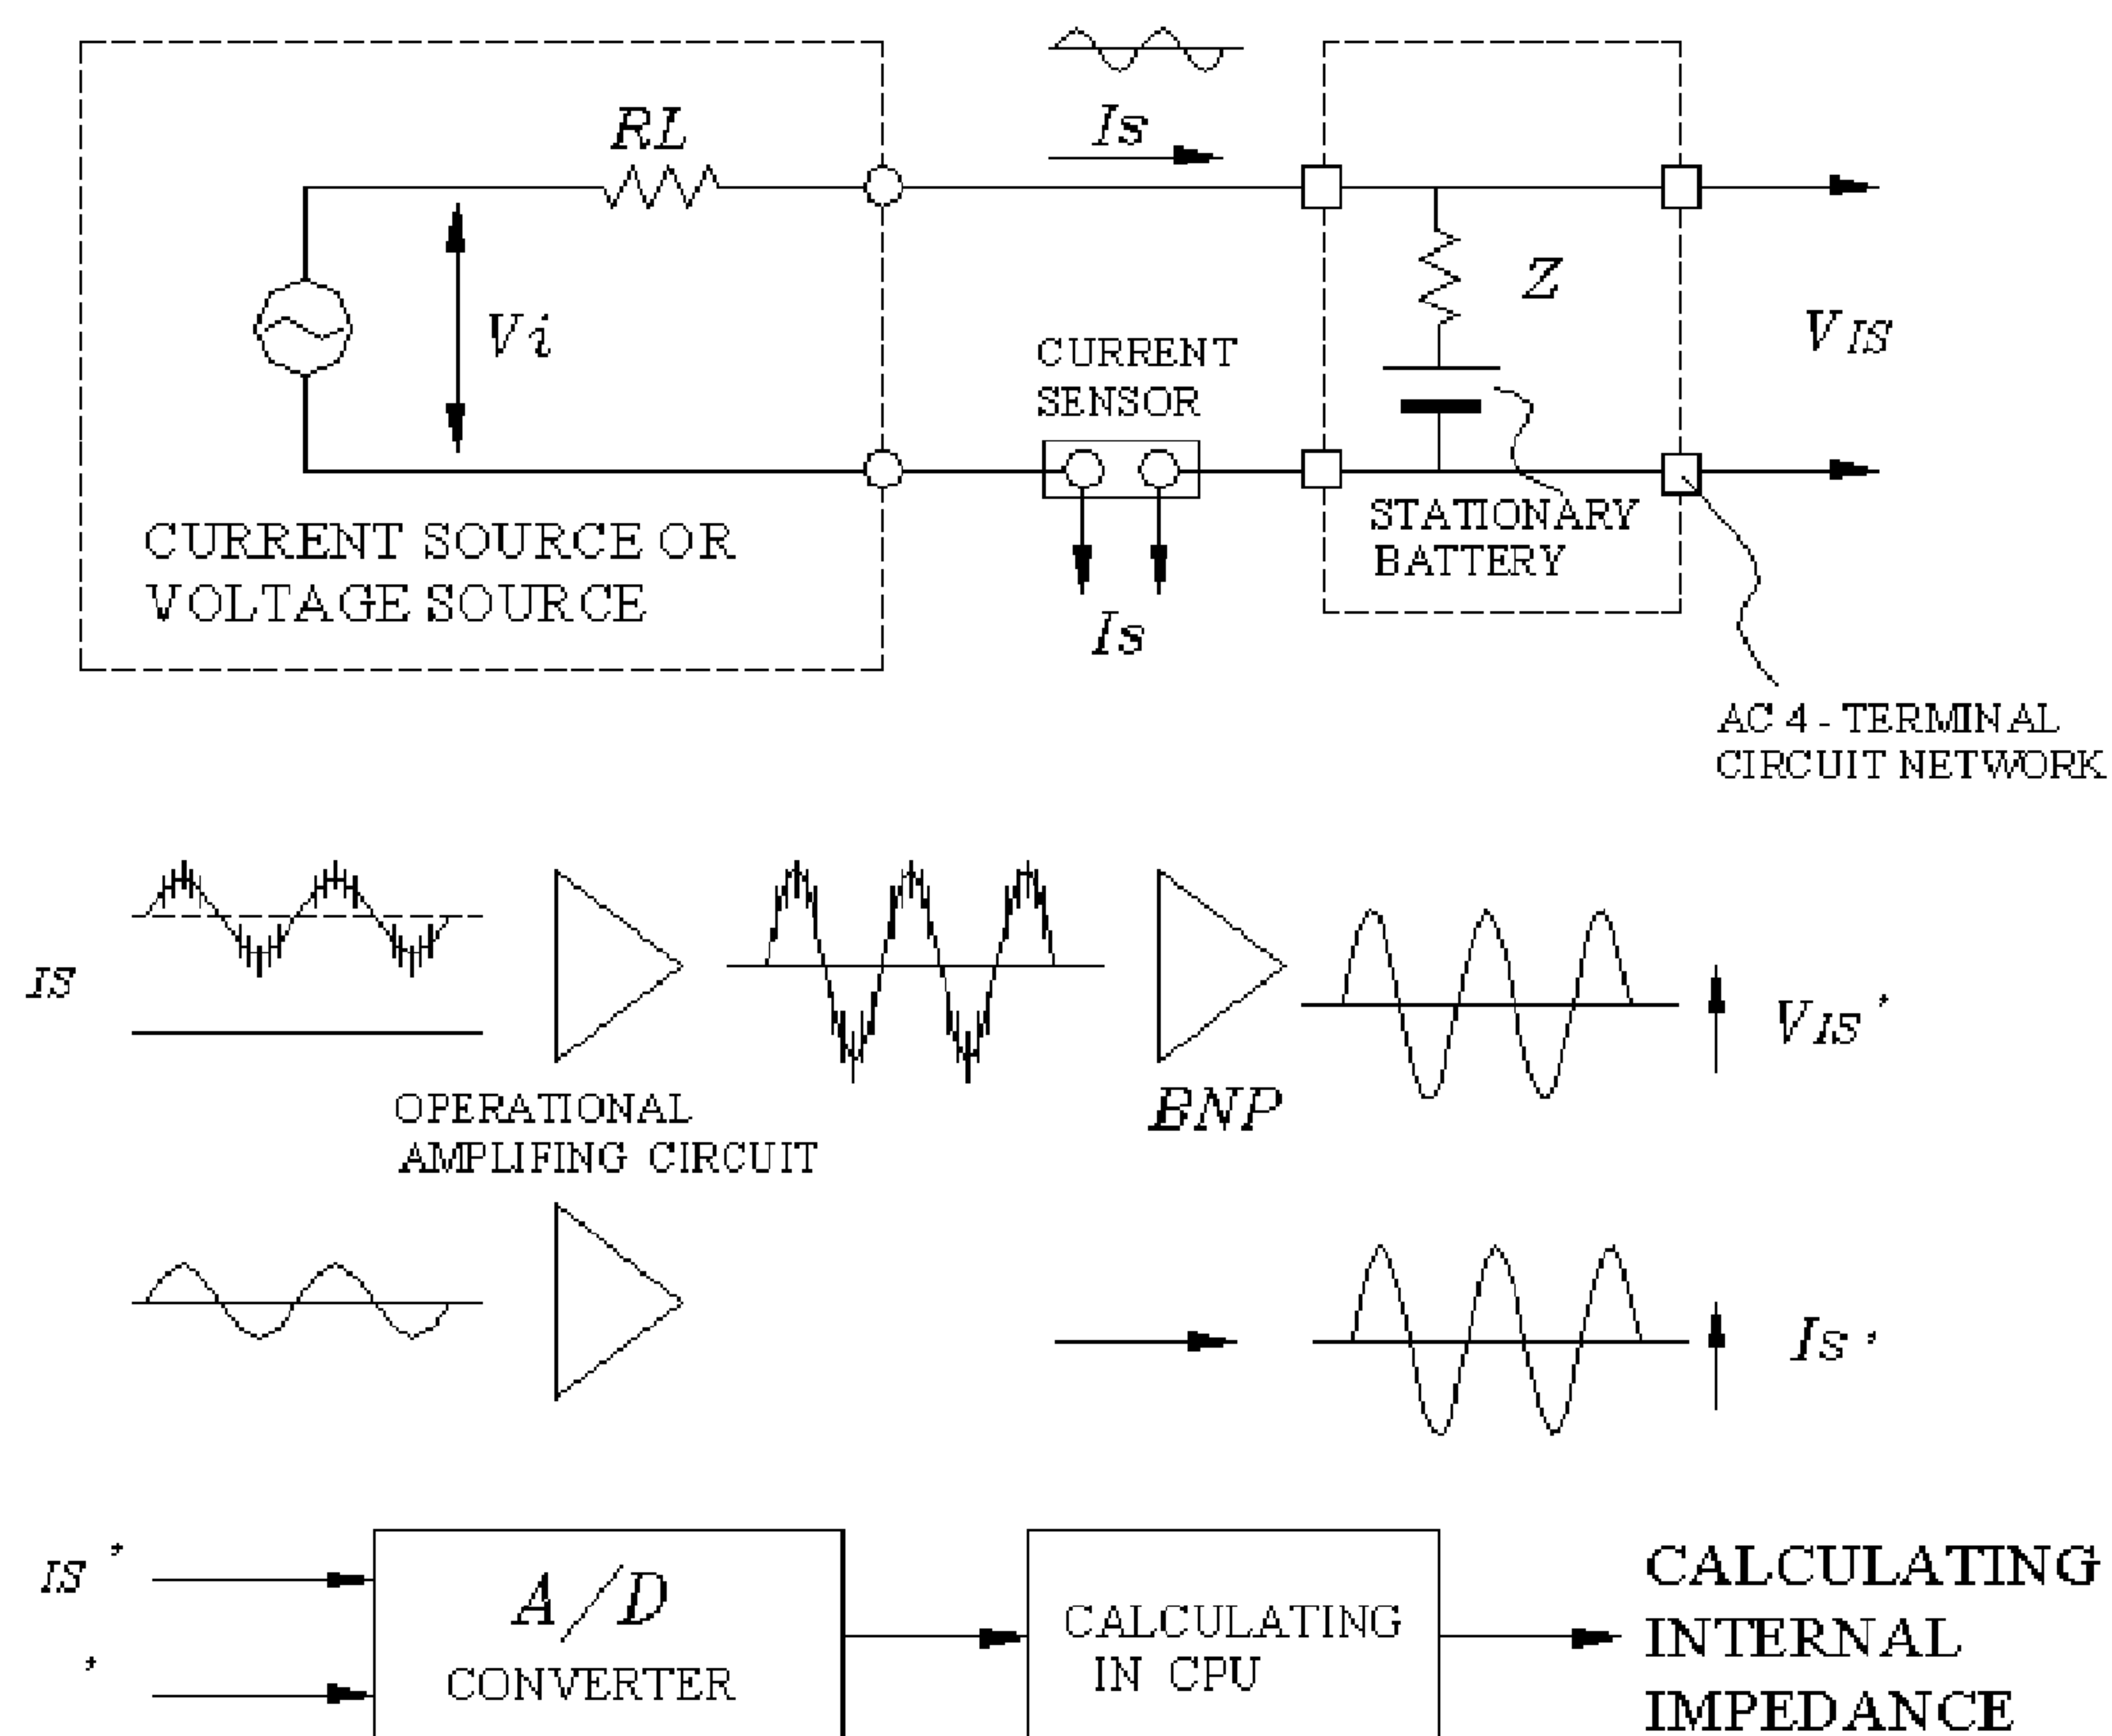 RL
Is
Vi
Z
VIS
CURRENT
SENSOR
CURRENT SOURCE OR
VOLTAGE SOURCE
STATIONARY
BATTERY
Is
AC 4 - TERMINAL
CIRCUIT NETWORK
IS
VIS'
OPERATIONAL
AMPLIFING CIRCUIT
BNP
Is'
IS'
'
A/D
CONVERTER
CALCULATING
IN CPU
CALCULATING
INTERNAL
IMPEDANCE